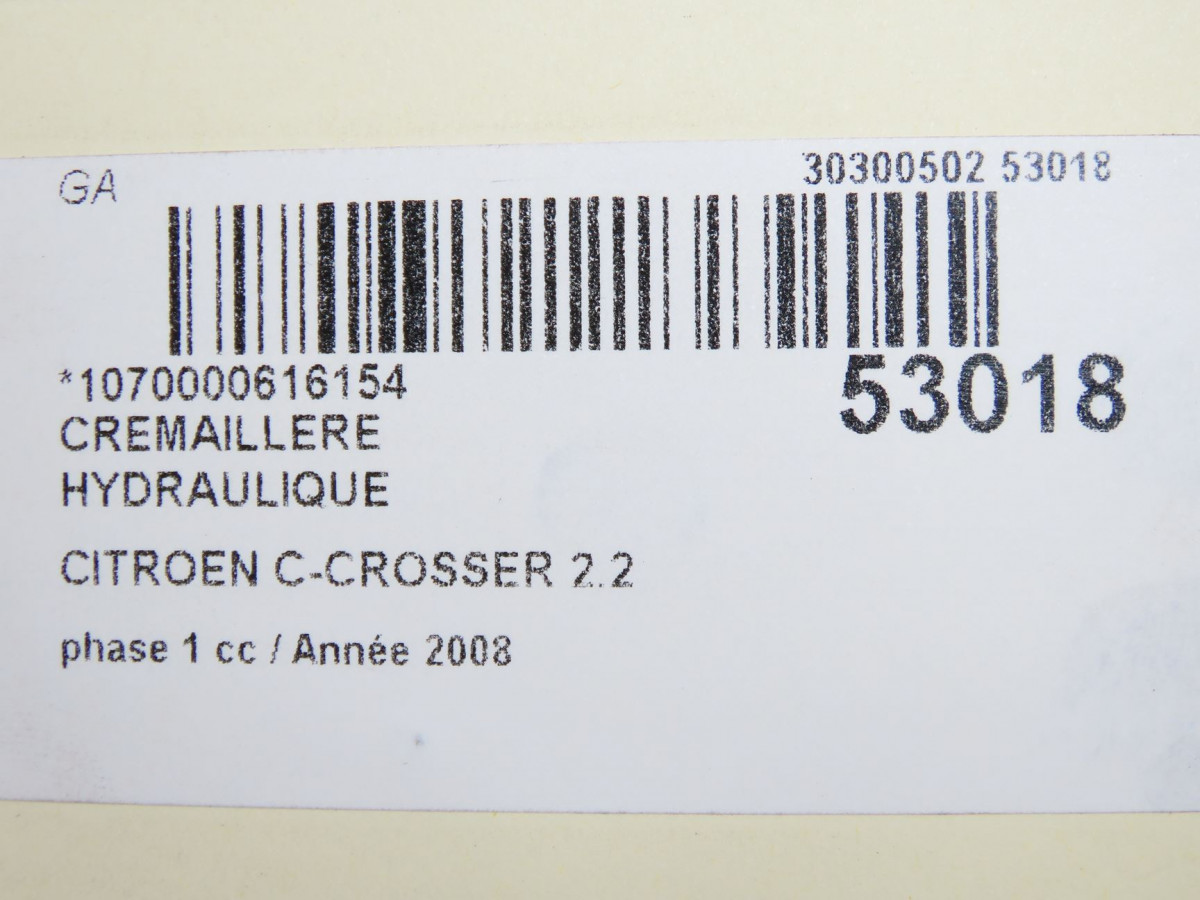 GA
30300502 53018
*1070000616154
53018
CREMAILLERE
HYDRAULIQUE
CITROEN C-CROSSER 2.2
phase 1 cc / Année 2008